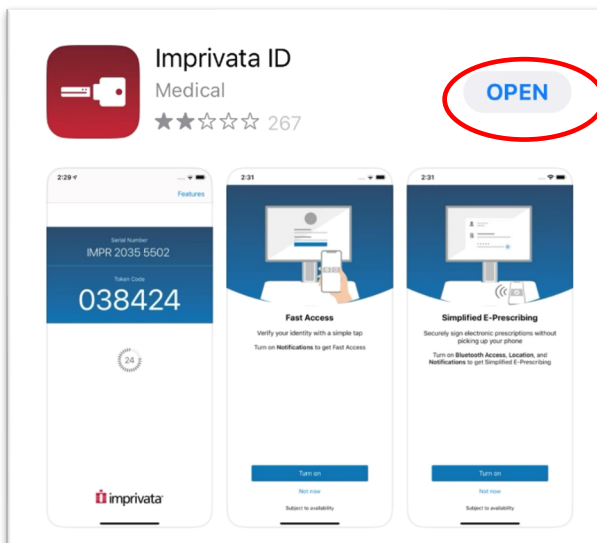 Imprivata ID
Medical
267
OPEN
2:29
Features
Serial Number
IMPR 2035 5502
Token Code
038424
24
imprivata
2:31
Fast Access
Verify your identity with a simple tap
Turn on Notifications to get Fast Access
Turn on
Not now
Subject to availability
2:31
Simplified E-Prescribing
Securely sign electronic prescriptions without
picking up your phone
Turn on Bluetooth Access, Location, and
Notifications to get Simplified E-Prescribing
Turn on
Not now
Subject to availability